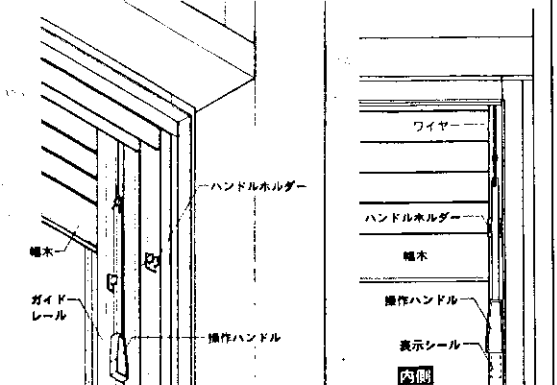 ハンドルホルダー
幅木
ガイド
レール
操作ハンドル
ワイヤー
ハンドルホルダー
幅木
操作ハンドル
表示シール
内側